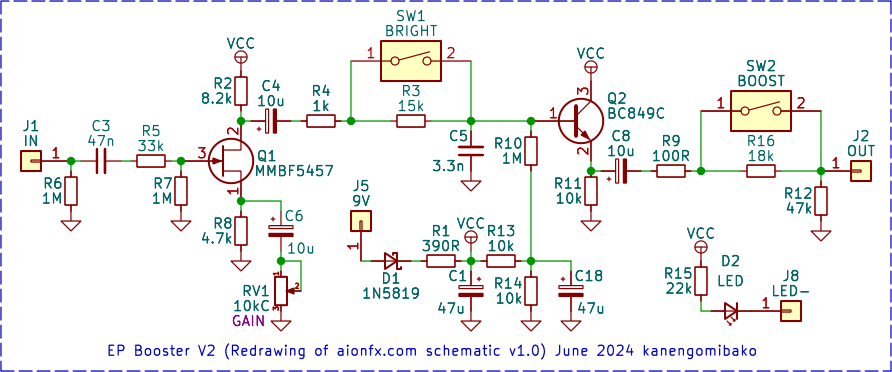 SW1
BRIGHT
1 2
VCC
R2
8.2k
C4
10u
R4
1k
R3
15k
VCC
3
Q2
BC849C
1
2
SW2
BOOST
1 2
J1
IN
1
C3
47n
R5
33k
2
3
Q1
MMBF5457
1
C5
3.3n
R10
1M
C8
10u
R9
100R
R16
18k
J2
OUT
1
R6
1M
R7
1M
R11
10k
R12
47k
R8
4.7k
C6
10u
J5
9V
1
D1
1N5819
R1
390R
VCC
R13
10k
C1
47u
R14
10k
C18
47u
RV1
10kC
GAIN
1
2
3
VCC
R15
22k
D2
LED
J8
LED-
1
EP Booster V2 (Redrawing of aionfx.com schematic v1.0) June 2024 kanengomibako